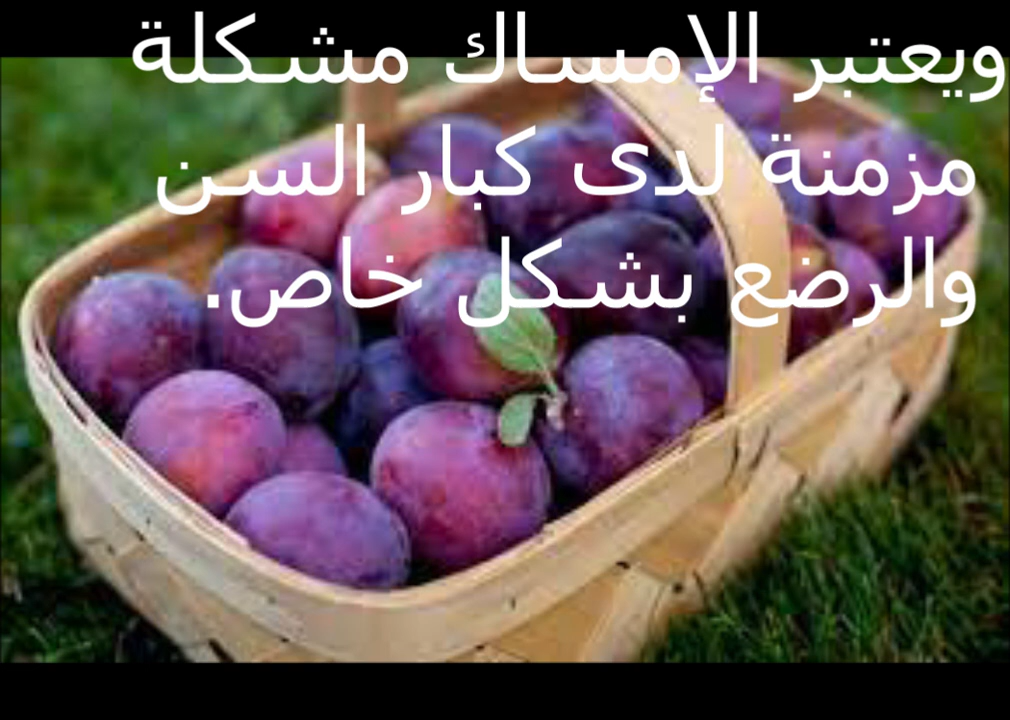 ويعتبر الإمساك مشكلة
مزمنة لدى كبار السن
والرضع بشكل خاص.